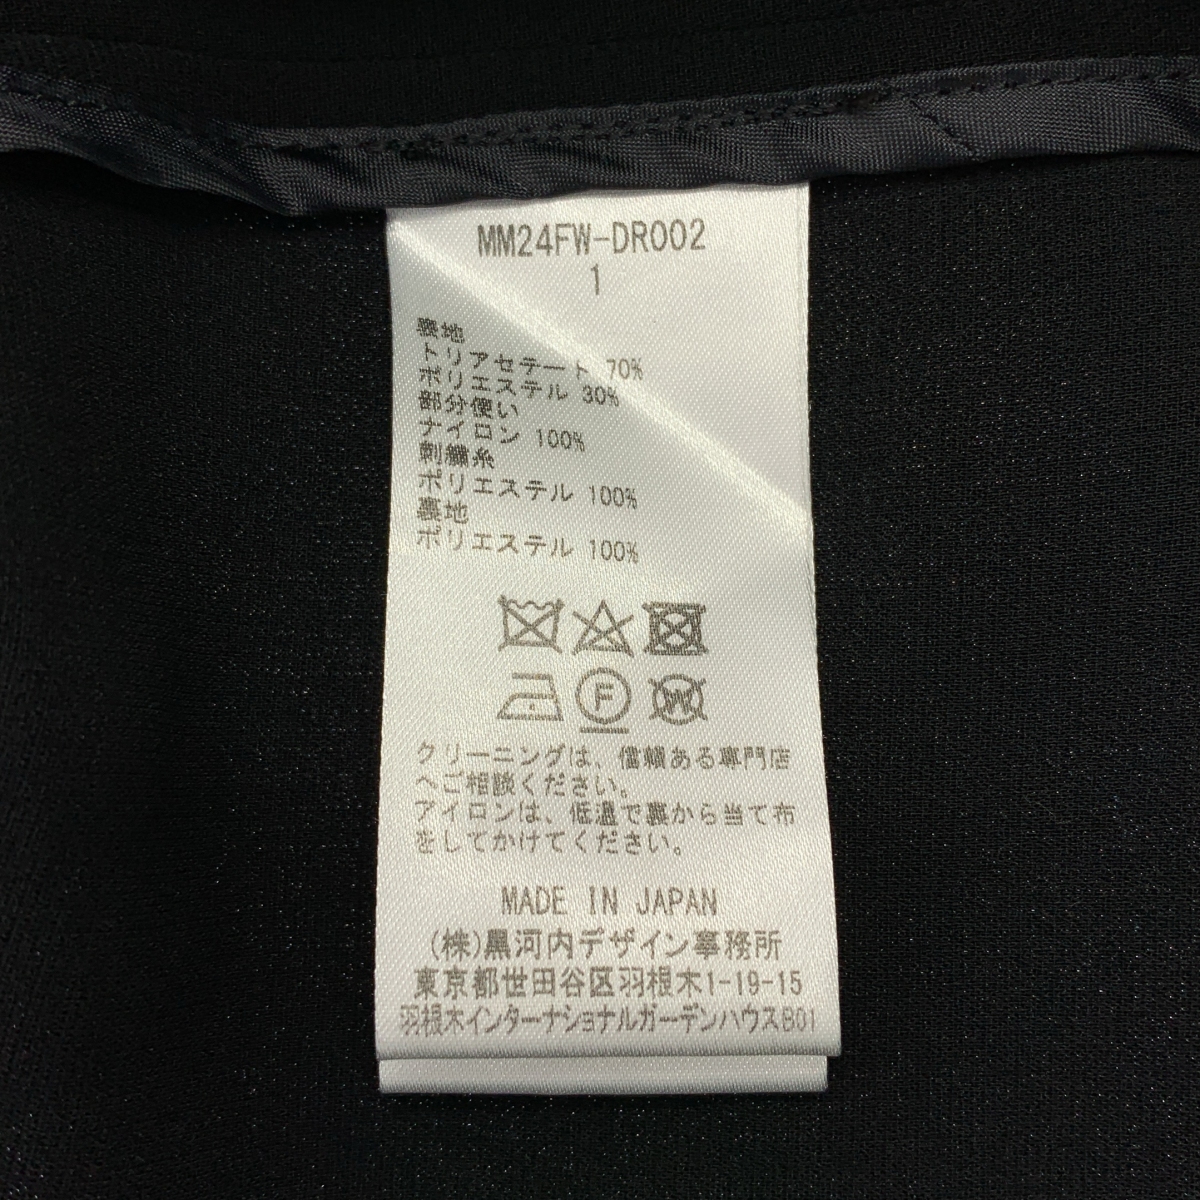 MM24FW-DR002
1
表地
トリアセテート 70%
ポリエステル 30%
部分使い
ナイロン 100%
刺繍糸
ポリエステル 100%
裏地
ポリエステル 100%
F
W
クリーニングは、信頼ある専門店
へご相談ください。
アイロンは、低温で裏から当て布
をしてかけてください。
MADE IN JAPAN
(株)黒河内デザイン事務所
東京都世田谷区羽根木1-19-15
羽根木インターナショナルガーデンハウスB01